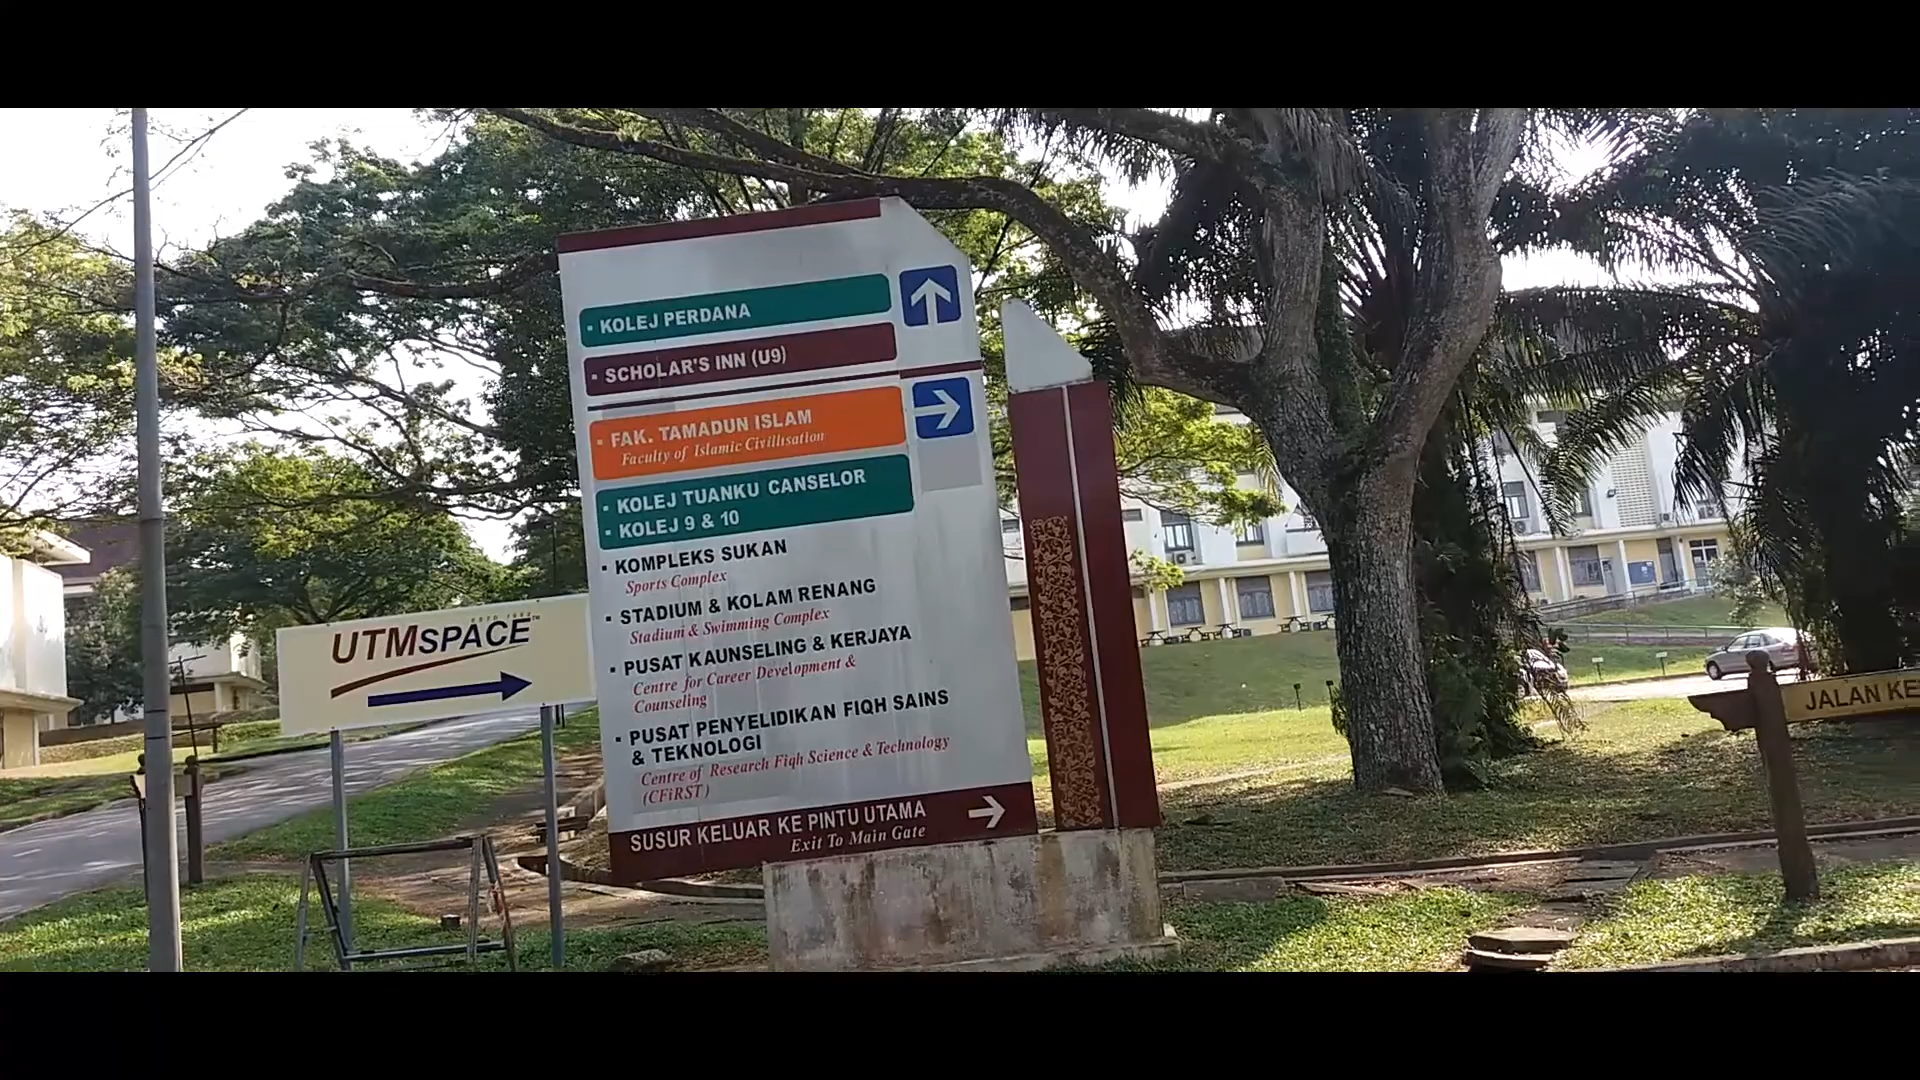 KOLEJ PERDANA
SCHOLAR'S INN (U9)
FAK. TAMADUN ISLAM
Faculty of Islamic Civillisation
KOLEJ TUANKU CANSELOR
KOLEJ 9 & 10
KOMPLEKS SUKAN
Sports Complex
STADIUM & KOLAM RENANG
Stadium & Swimming Complex
PUSAT KAUNSELING & KERJAYA
Centre for Career Development &
Counseling
PUSAT PENYELIDIKAN FIQH SAINS
& TEKNOLOGI
Centre of Research Fiqh Science & Technology
(CFiRST)
SUSUR KELUAR KE PINTU UTAMA
Exit To Main Gate
UTMSPACE™
JALAN